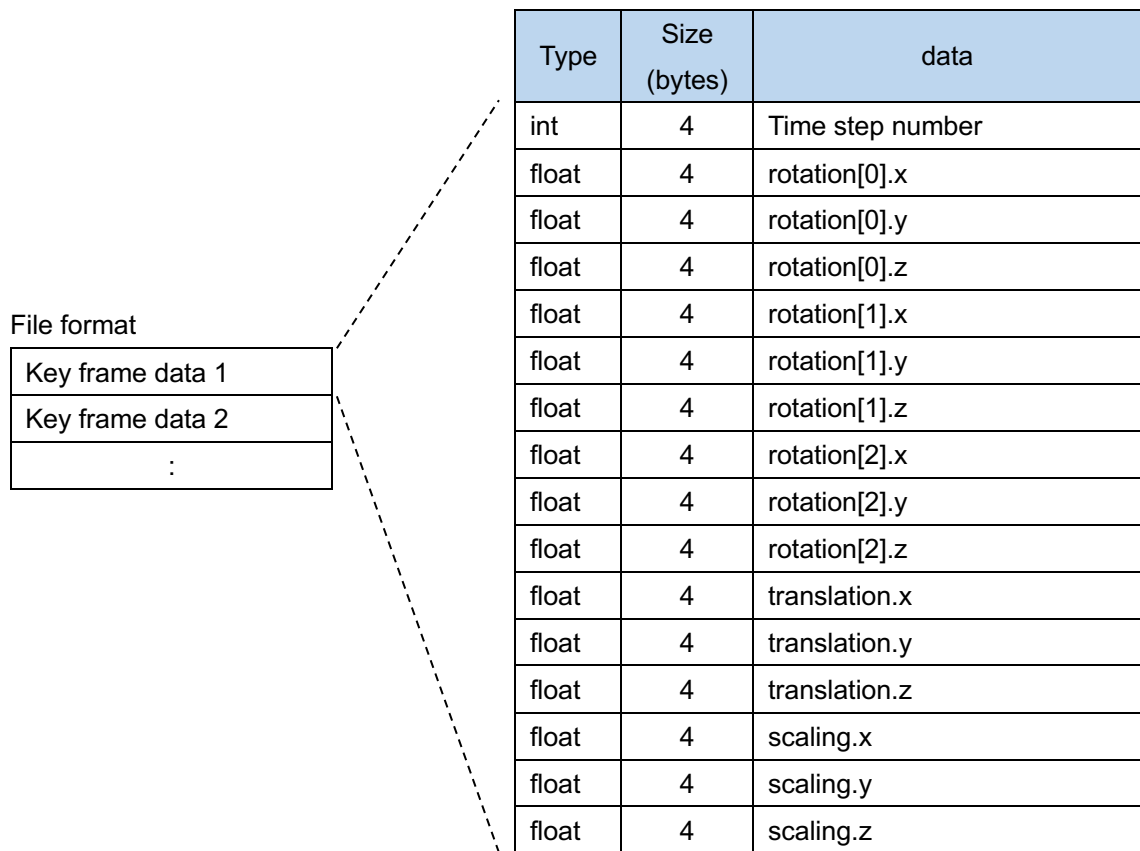 File format
Key frame data 1
Key frame data 2
:
Type Size (bytes) data
int 4 Time step number
float 4 rotation[0].x
float 4 rotation[0].y
float 4 rotation[0].z
float 4 rotation[1].x
float 4 rotation[1].y
float 4 rotation[1].z
float 4 rotation[2].x
float 4 rotation[2].y
float 4 rotation[2].z
float 4 translation.x
float 4 translation.y
float 4 translation.z
float 4 scaling.x
float 4 scaling.y
float 4 scaling.z